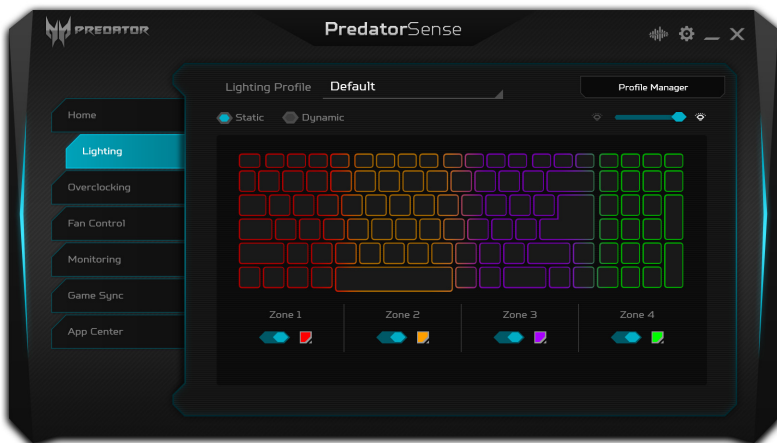 PREDATOR
PredatorSense
Lighting Profile Default
Profile Manager
Static Dynamic
Home
Lighting
Overclocking
Fan Control
Monitoring
Game Sync
App Center
Zone 1 Zone 2 Zone 3 Zone 4